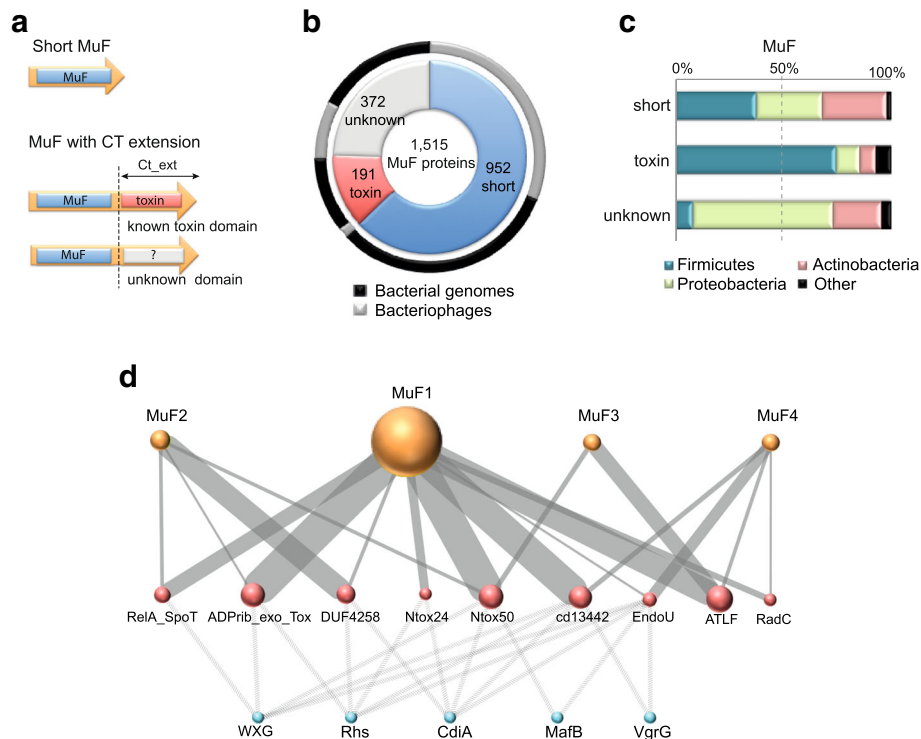 a
Short MuF
MuF
MuF with CT extension
Ct_ext
MuF
toxin
known toxin domain
MuF
?
unknown domain
b
372
unknown
1,515
MuF proteins
952
short
191
toxin
Bacterial genomes
Bacteriophages
c
MuF
0%
50%
100%
short
toxin
unknown
Firmicutes
Actinobacteria
Proteobacteria
Other
d
MuF1
MuF2
MuF3
MuF4
RelA_SpoT
ADPrib_exo_Tox
DUF4258
Ntox24
Ntox50
cd13442
EndoU
ATLF
RadC
WXG
Rhs
CdiA
MafB
VgrG